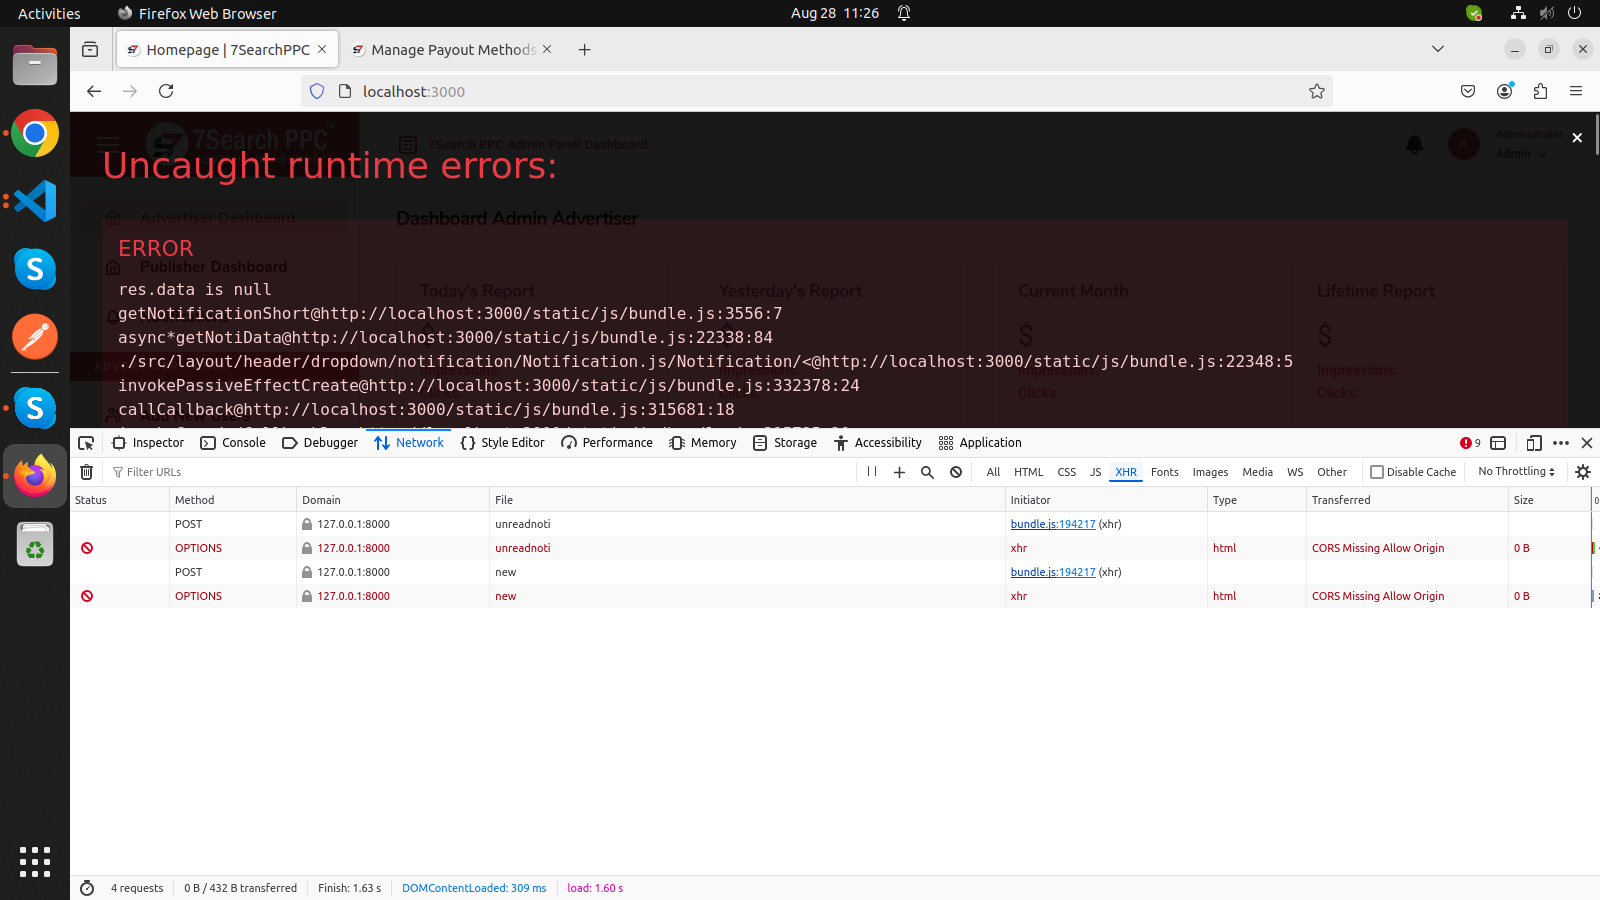 Activities
Firefox Web Browser
Aug 28 11:26
Homepage | 7SearchPPC
Manage Payout Methods
localhost:3000
7Search PPC
7Search PPC Admin Panel Dashboard
Administrator
Admin
Uncaught runtime errors:
Advertiser Dashboard
Dashboard Admin Advertiser
ERROR
Publisher Dashboard
res.data is null
Today's Report
Yesterday's Report
Current Month
Lifetime Report
getNotificationShort@http://localhost:3000/static/js/bundle.js:3556:7
async*getNotiData@http://localhost:3000/static/js/bundle.js:22338:84
$
$
./src/layout/header/dropdown/notification/Notification.js/Notification/<@http://localhost:3000/static/js/bundle.js:22348:5
Impressions:
Impressions:
Impressions:
Impressions:
invokePassiveEffectCreate@http://localhost:3000/static/js/bundle.js:332378:24
Clicks:
Clicks:
callCallback@http://localhost:3000/static/js/bundle.js:315681:18
Add New Users
Inspector
Console
Debugger
Network
Style Editor
Performance
Memory
Storage
Accessibility
Application
9
Filter URLs
All
HTML
CSS
JS
XHR
Fonts
Images
Media
WS
Other
Disable Cache
No Throttling
Status
Method
Domain
File
Initiator
Type
Transferred
Size
0
POST
127.0.0.1:8000
unreadnoti
bundle.js:194217 (xhr)
OPTIONS
127.0.0.1:8000
unreadnoti
xhr
html
CORS Missing Allow Origin
0 B
POST
127.0.0.1:8000
new
bundle.js:194217 (xhr)
OPTIONS
127.0.0.1:8000
new
xhr
html
CORS Missing Allow Origin
0 B
4 requests
0 B / 432 B transferred
Finish: 1.63 s
DOMContentLoaded: 309 ms
load: 1.60 s